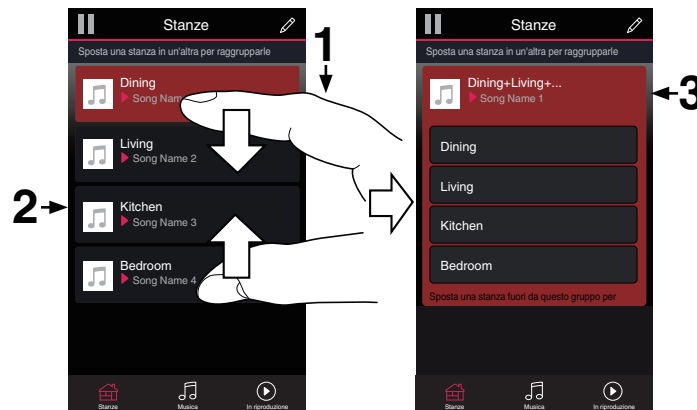 Stanze
Sposta una stanza in un'altra per raggrupparle
1
Dining
Song Nam
Living
Song Name 2
2
Kitchen
Song Name 3
Bedroom
Song Name 4
Stanze
Musica
In riproduzione
Stanze
Sposta una stanza in un'altra per raggrupparle
Dining+Living+...
Song Name 1
3
Dining
Living
Kitchen
Bedroom
Sposta una stanza fuori da questo gruppo per
Stanze
Musica
In riproduzione